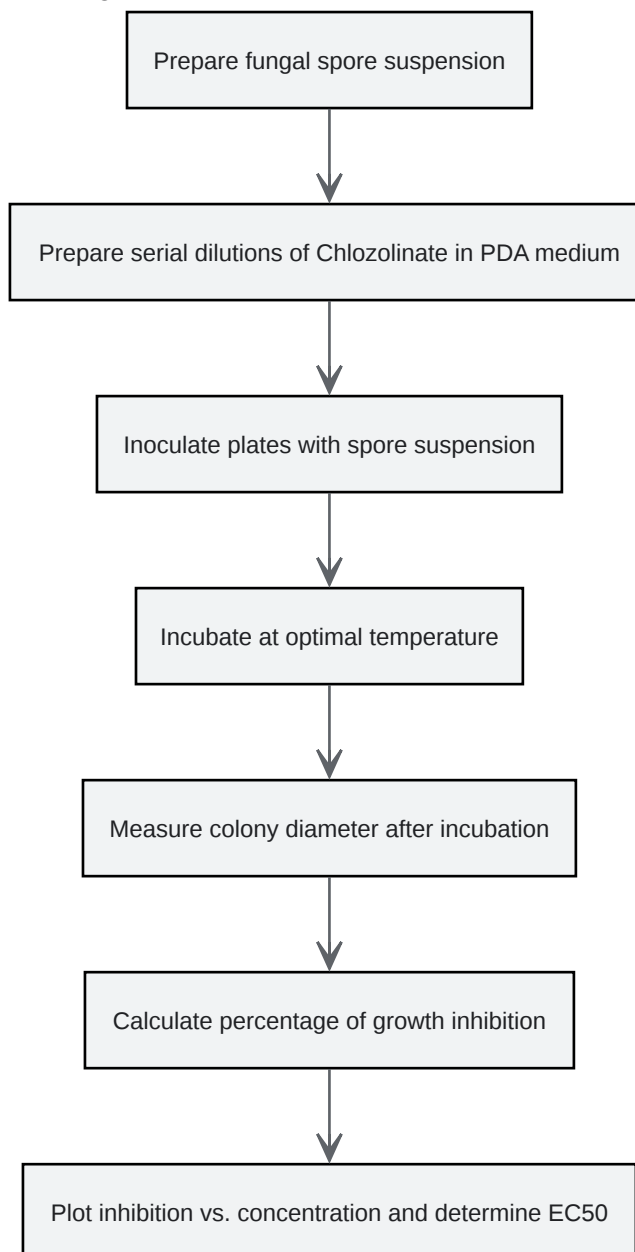 Prepare fungal spore suspension
Prepare serial dilutions of Chlozolinate in PDA medium
Inoculate plates with spore suspension
Incubate at optimal temperature
Measure colony diameter after incubation
Calculate percentage of growth inhibition
Plot inhibition vs. concentration and determine EC50